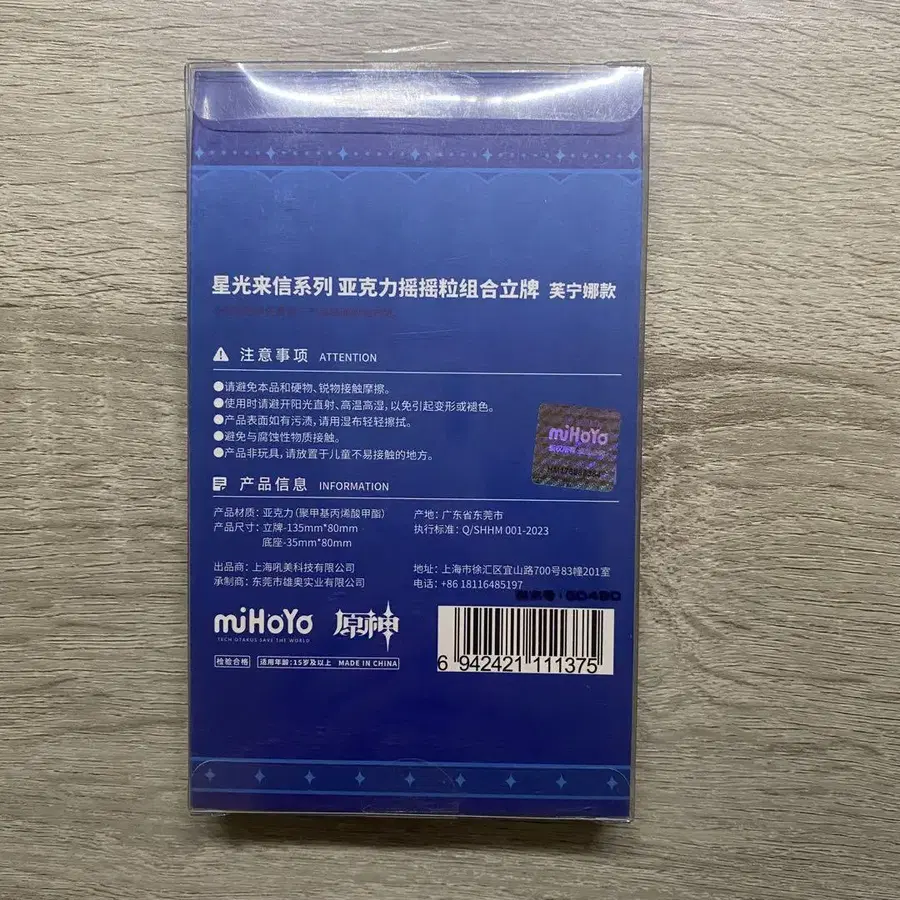 星光来信系列 亚克力摇摇粒组合立牌 芙宁娜款
注意事项 ATTENTION
●请避免本品和硬物、锐物接触摩擦。
●使用时请避开阳光直射、高温高湿，以免引起变形或褪色。
●产品表面如有污渍，请用湿布轻轻擦拭。
●避免与腐蚀性物质接触。
●产品非玩具，请放置于儿童不易接触的地方。
miHoYo
产品信息 INFORMATION
产品材质：亚克力（聚甲基丙烯酸甲酯）
产品尺寸：立牌-135mm*80mm
底座-35mm*80mm
产地：广东省东莞市
执行标准：Q/SHHM 001-2023
出品商：上海吼美科技有限公司
承制商：东莞市雄奥实业有限公司
地址：上海市徐汇区宜山路700号83幢201室
电话：+86 18116485197
miHoYo
TECH OTAKUS SAVE THE WORLD
原神
检验合格 适用年龄：15岁及以上 MADE IN CHINA
6 942421 111375